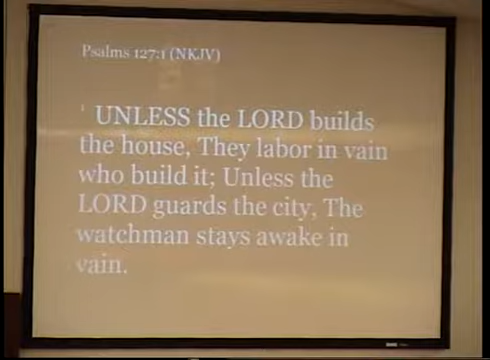 Psalms 127:1 (NKJV)
1 UNLESS the LORD builds
the house, They labor in vain
who build it; Unless the
LORD guards the city, The
watchman stays awake in
vain.